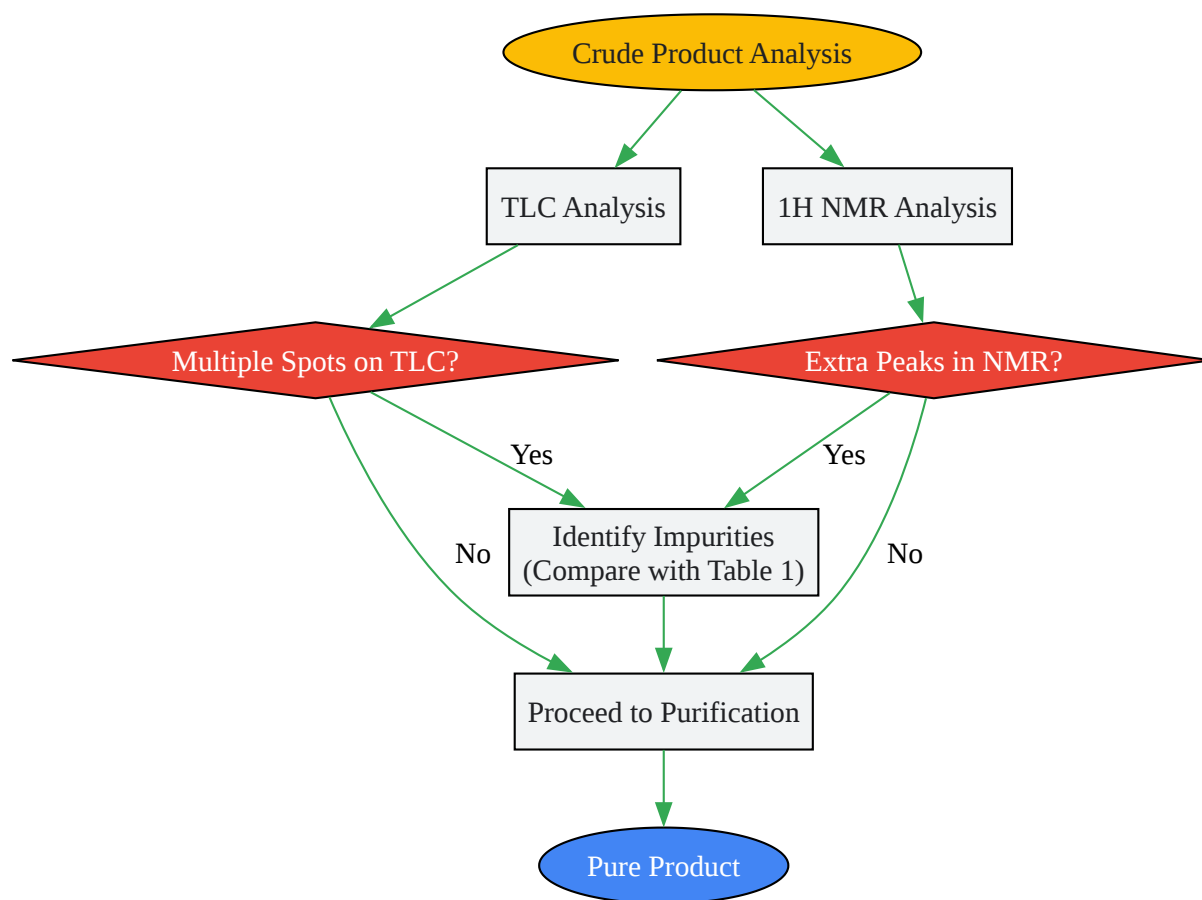 Crude Product Analysis
TLC Analysis
1H NMR Analysis
Multiple Spots on TLC?
Extra Peaks in NMR?
Yes
Yes
Identify Impurities
(Compare with Table 1)
No
No
Proceed to Purification
Pure Product